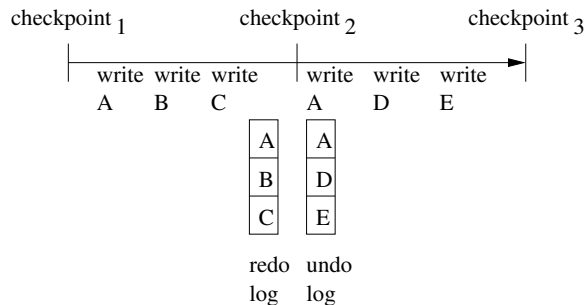 checkpoint 1 checkpoint 2 checkpoint 3
write write write write write write
A B C A D E
A A
B D
C E
redo undo
log log